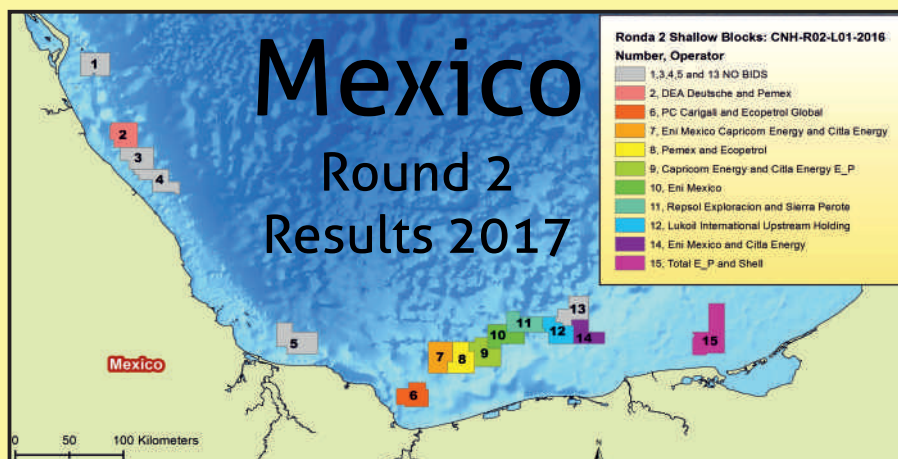 Mexico
Round 2
Results 2017
Ronda 2 Shallow Blocks: CNH-R02-L01-2016
Number, Operator
1,3,4,5 and 13 NO BIDS
2, DEA Deutsche and Pemex
6, PC Carigali and Ecopetrol Global
7, Eni Mexico Capricorn Energy and Citla Energy
8, Pemex and Ecopetrol
9, Capricorn Energy and Citla Energy E_P
10, Eni Mexico
11, Repsol Exploracion and Sierra Perote
12, Lukoil International Upstream Holding
14, Eni Mexico and Citla Energy
15, Total E_P and Shell
1
2
3
4
5
6
7
8
9
10
11
12
13
14
15
Mexico
0 50 100 Kilometers
N